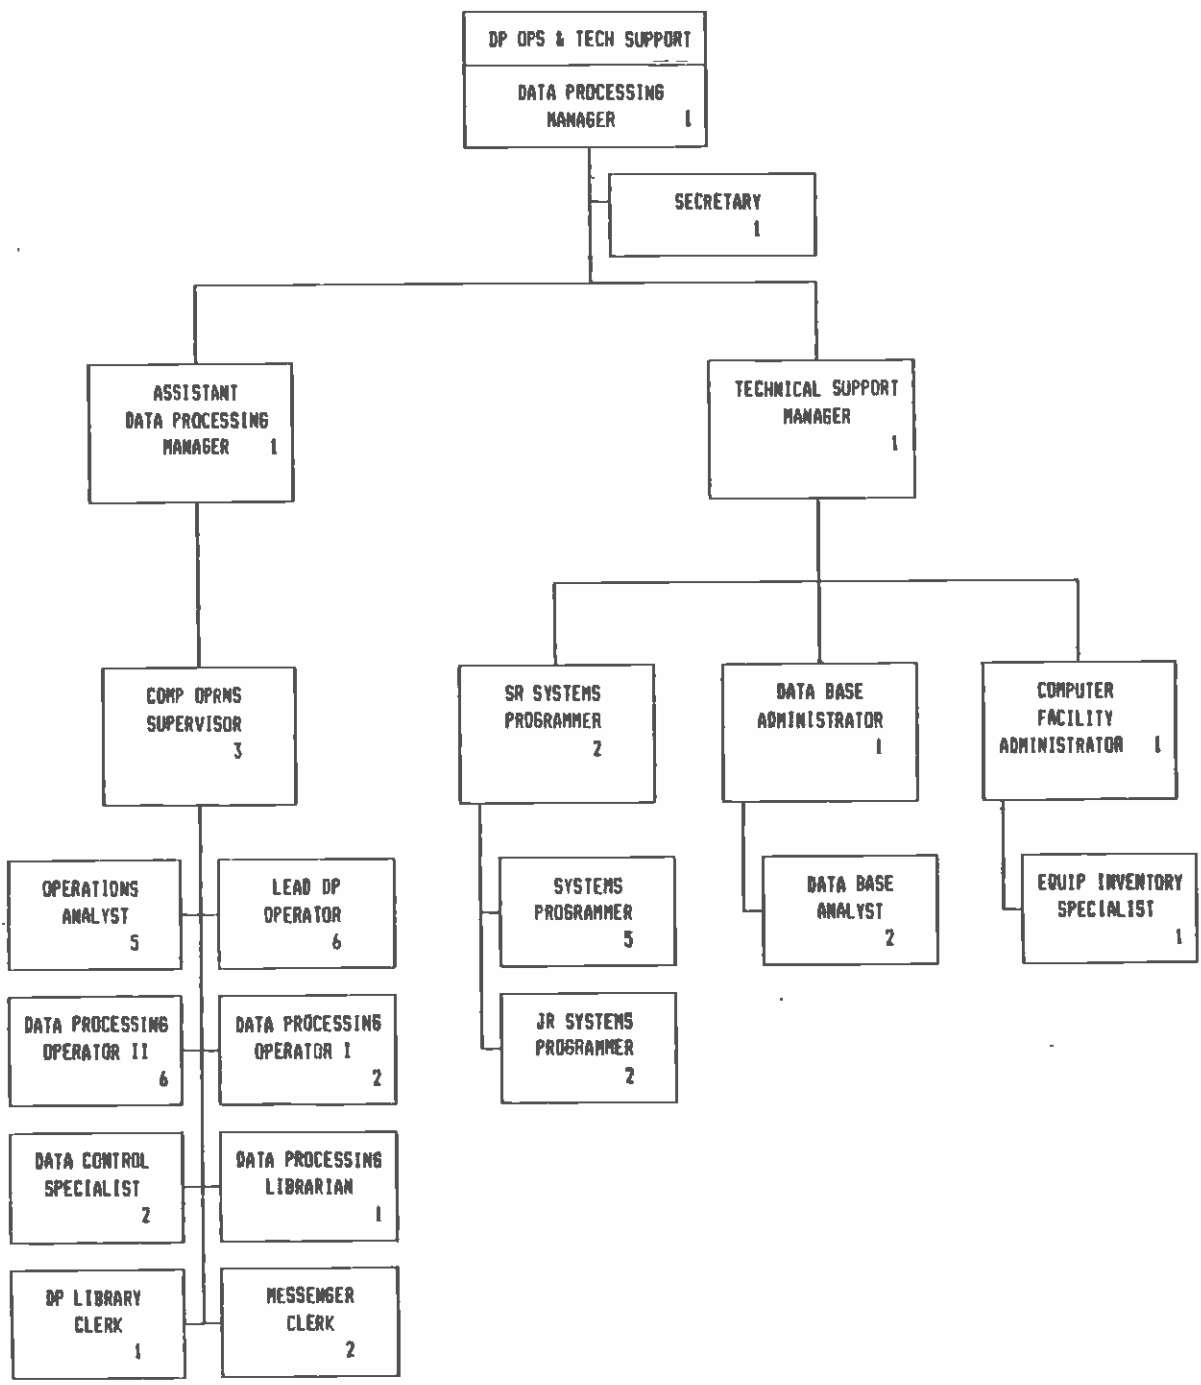 DP OPS & TECH SUPPORT
DATA PROCESSING
MANAGER 1
SECRETARY
1
ASSISTANT
DATA PROCESSING
MANAGER 1
TECHNICAL SUPPORT
MANAGER
1
COMP OPRNS
SUPERVISOR
3
SR SYSTEMS
PROGRAMMER
2
DATA BASE
ADMINISTRATOR
1
COMPUTER
FACILITY
ADMINISTRATOR 1
OPERATIONS
ANALYST
5
LEAD DP
OPERATOR
6
SYSTEMS
PROGRAMMER
5
DATA BASE
ANALYST
2
EQUIP INVENTORY
SPECIALIST
1
DATA PROCESSING
OPERATOR II
6
DATA PROCESSING
OPERATOR I
2
JR SYSTEMS
PROGRAMMER
2
DATA CONTROL
SPECIALIST
2
DATA PROCESSING
LIBRARIAN
1
DP LIBRARY
CLERK
1
MESSENGER
CLERK
2